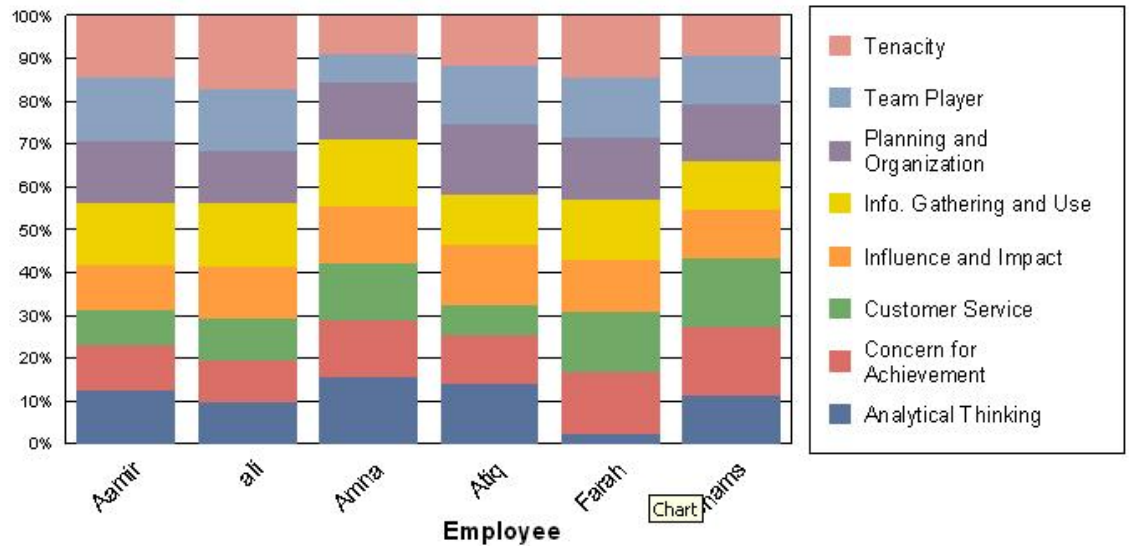 100%
90%
80%
70%
60%
50%
40%
30%
20%
10%
0%
Aamir
ali
Amna
Atiq
Farah
Chart
Employee
Tenacity
Team Player
Planning and
Organization
Info. Gathering and Use
Influence and Impact
Customer Service
Concern for
Achievement
Analytical Thinking